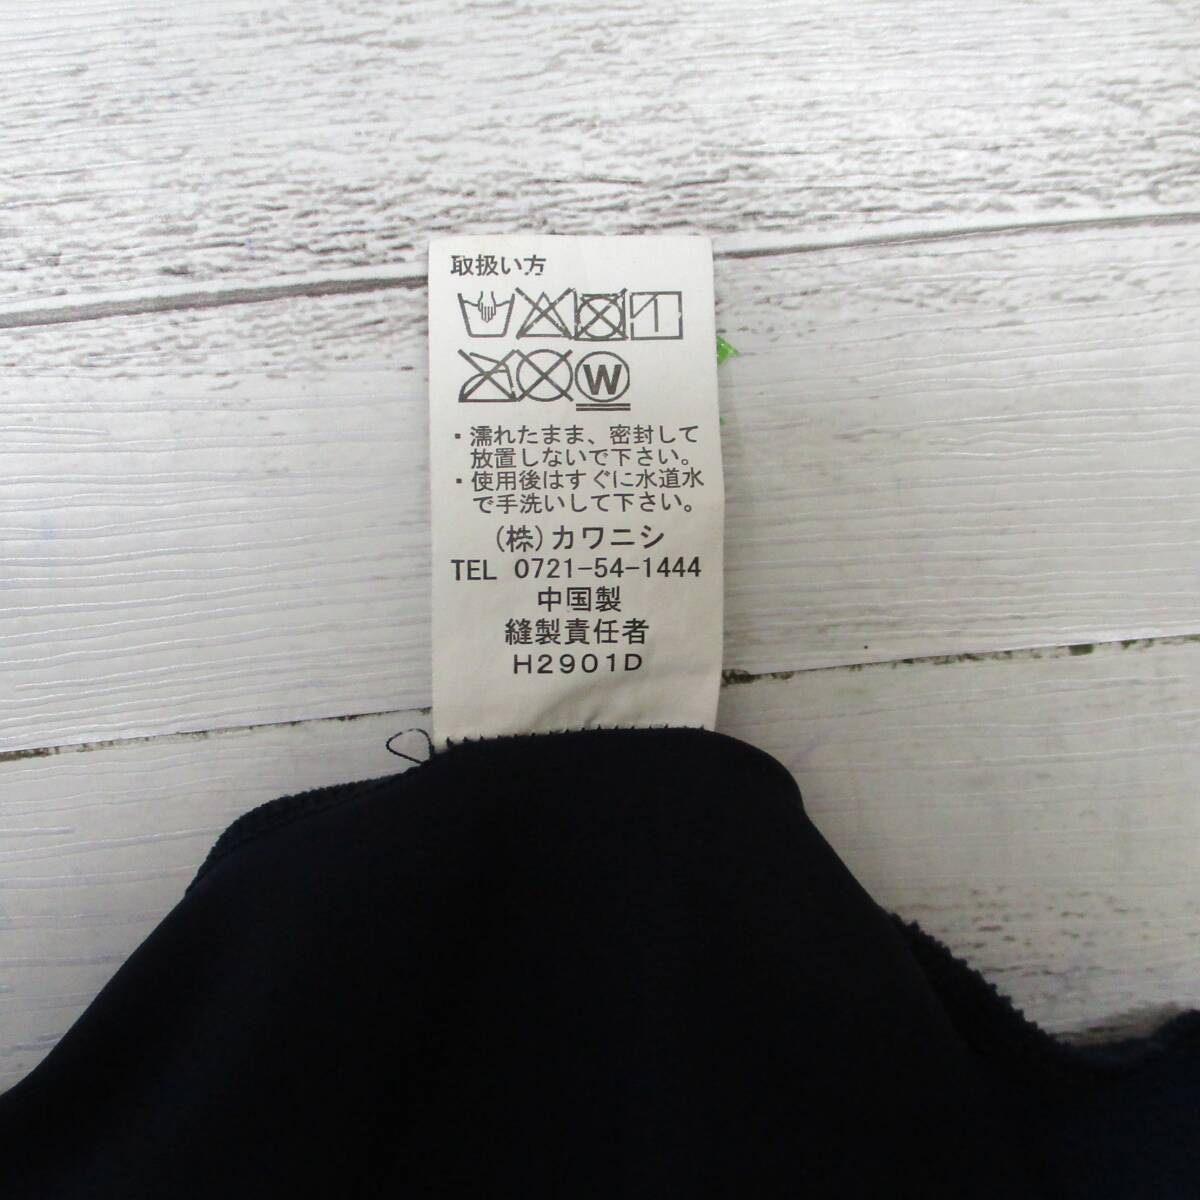 取扱い方
W
・濡れたまま、密封して
放置しないで下さい。
・使用後はすぐに水道水
で手洗いして下さい。
(株)カワニシ
TEL 0721-54-1444
中国製
縫製責任者
H2901D